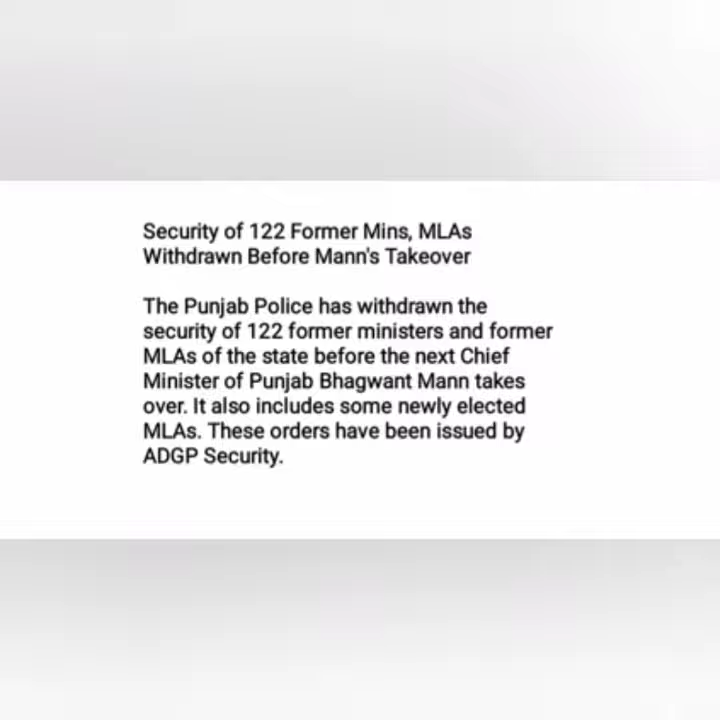 Security of 122 Former Mins, MLAs
Withdrawn Before Mann's Takeover
The Punjab Police has withdrawn the
security of 122 former ministers and former
MLAs of the state before the next Chief
Minister of Punjab Bhagwant Mann takes
over. It also includes some newly elected
MLAs. These orders have been issued by
ADGP Security.